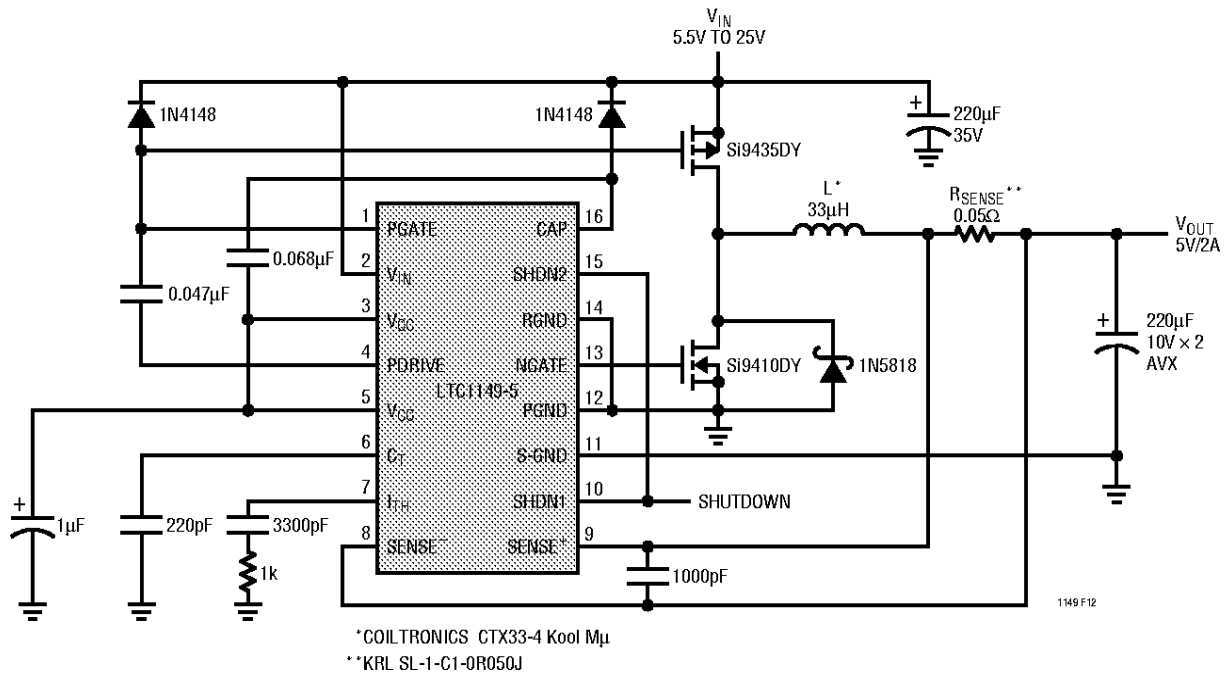 V_IN
5.5V TO 25V
1N4148
1N4148
+
220µF
35V
Si9435DY
L*
33µH
R_SENSE**
0.05Ω
V_OUT
5V/2A
1
PGATE
CAP
16
0.068µF
0.047µF
2
V_IN
SHDN2
15
3
V_CC
RGND
14
+
220µF
10V × 2
AVX
4
PDRIVE
NGATE
13
Si9410DY
1N5818
LTC1149-5
5
V_CC
PGND
12
6
C_T
S-GND
11
7
I_TH
SHDN1
10
SHUTDOWN
+
1µF
220pF
3300pF
8
SENSE⁻
SENSE⁺
9
1k
1000pF
1149 F12
*COILTRONICS CTX33-4 Kool Mµ
**KRL SL-1-C1-0R050J